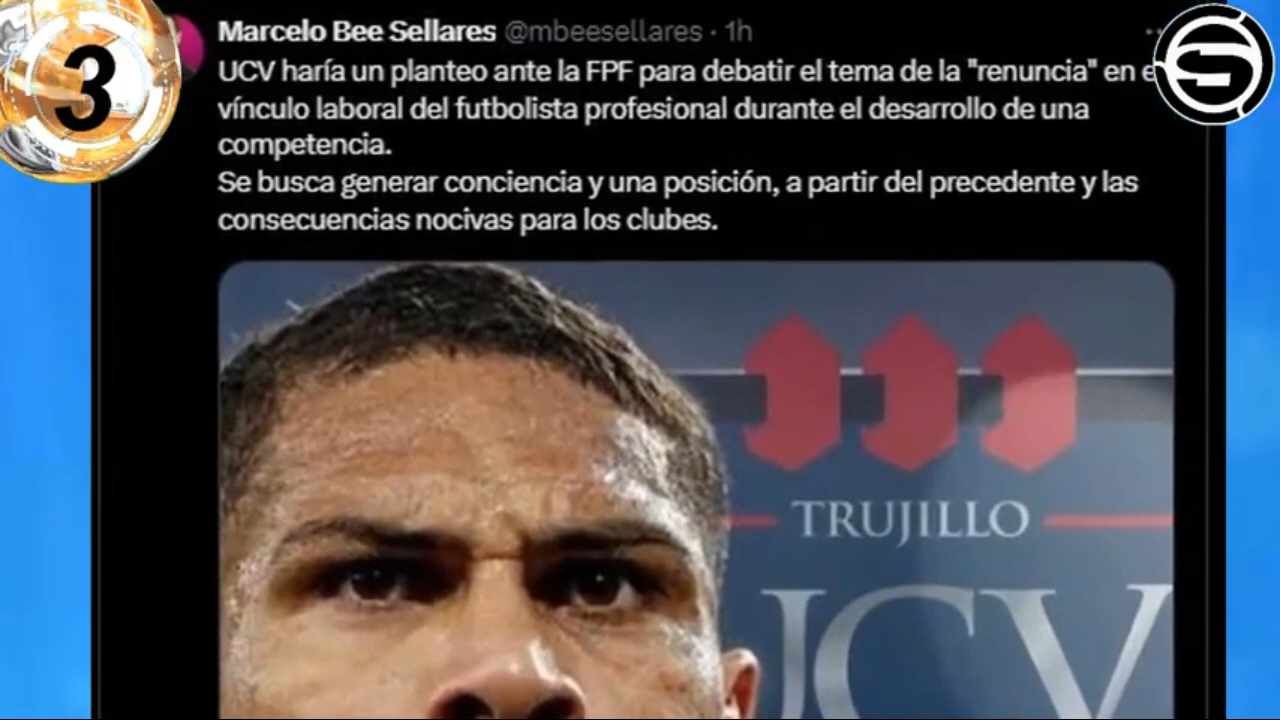 3
Marcelo Bee Sellares @mbeesellares · 1h
UCV haría un planteo ante la FPF para debatir el tema de la "renuncia" en
vínculo laboral del futbolista profesional durante el desarrollo de una
competencia.
Se busca generar conciencia y una posición, a partir del precedente y las
consecuencias nocivas para los clubes.
TRUJILLO
UCV